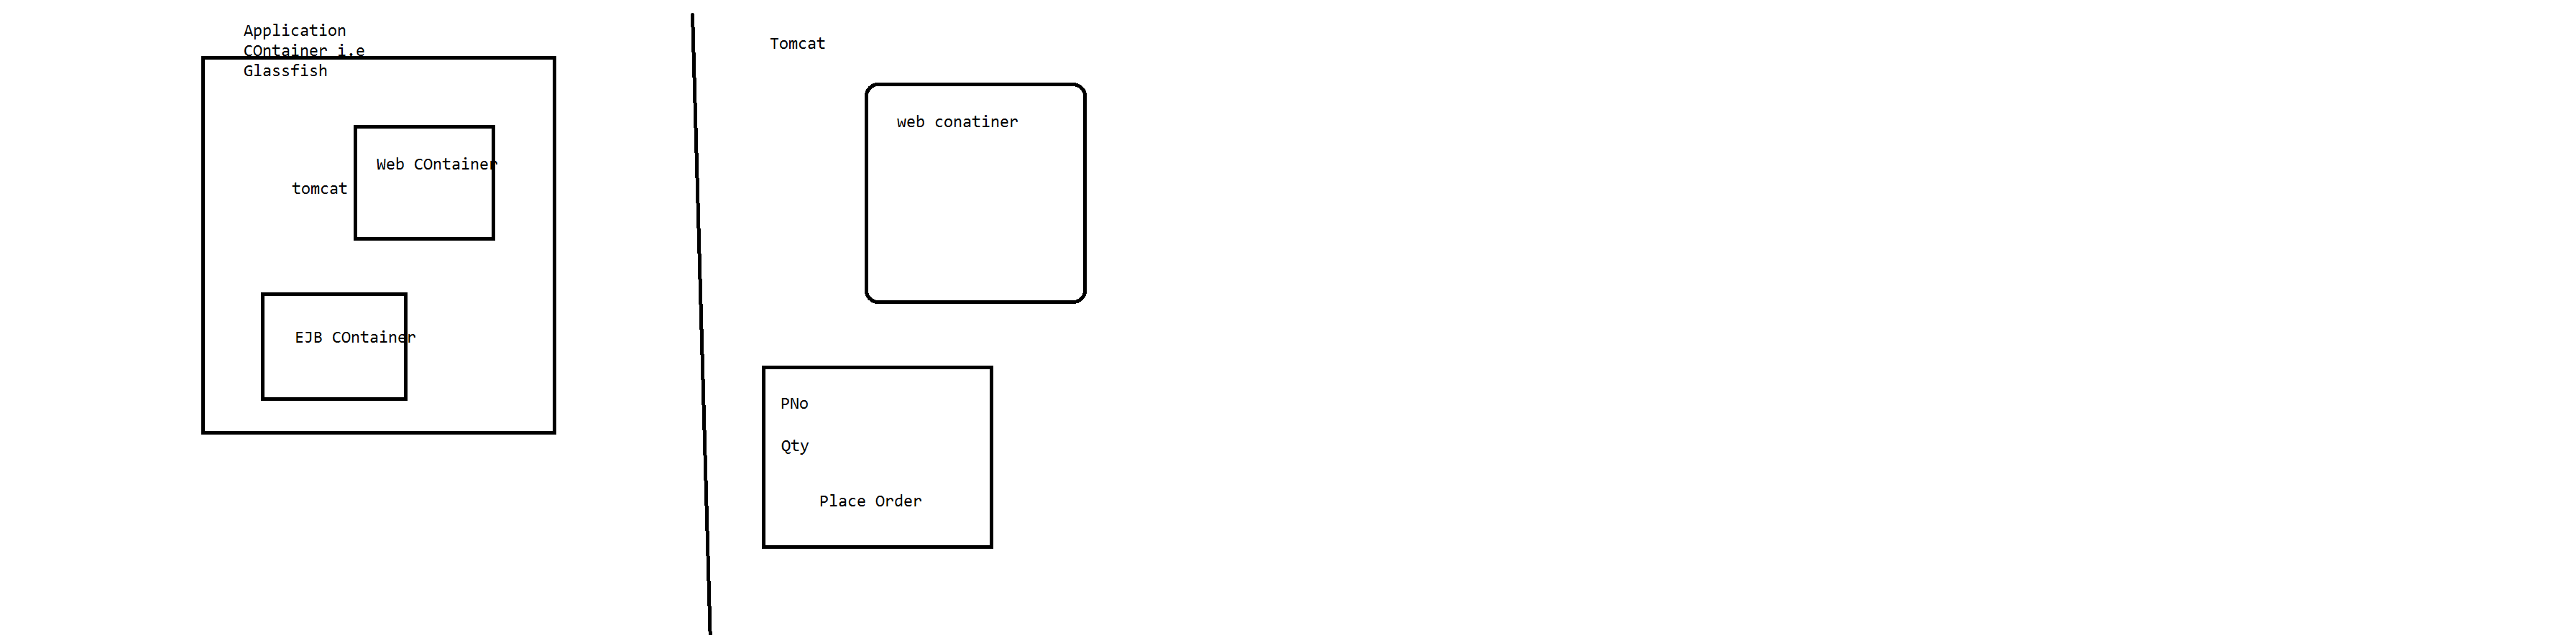 Application
COntainer i.e
Glassfish
Web COntainer
tomcat
EJB COntainer
Tomcat
web conatiner
PNo
Qty
Place Order